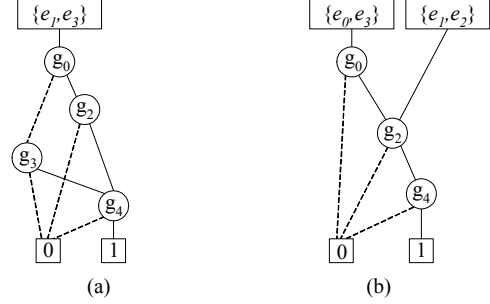 {e₁,e₃}
g₀
g₂
g₃
g₄
0 1
(a)
{e₀,e₃} {e₁,e₂}
g₀
g₂
g₄
0 1
(b)